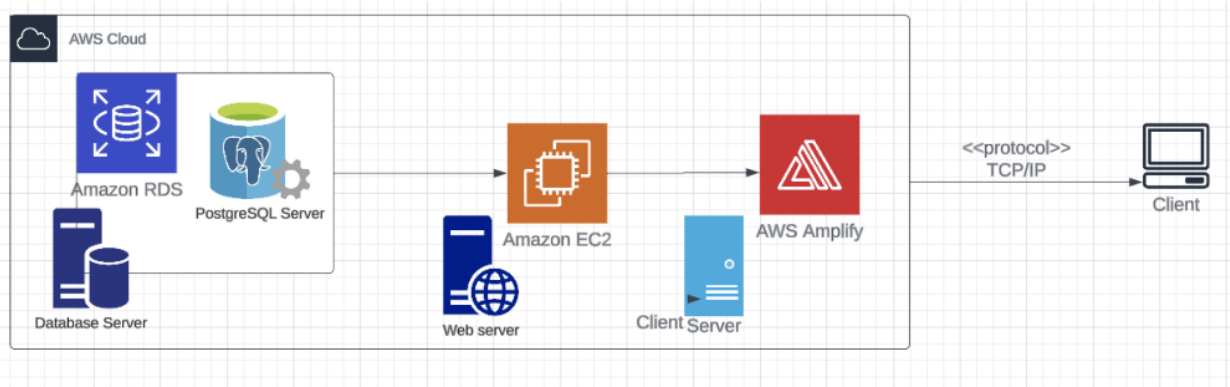 AWS Cloud
Amazon RDS
PostgreSQL Server
Database Server
Amazon EC2
Web server
AWS Amplify
Client Server
<<protocol>>
TCP/IP
Client